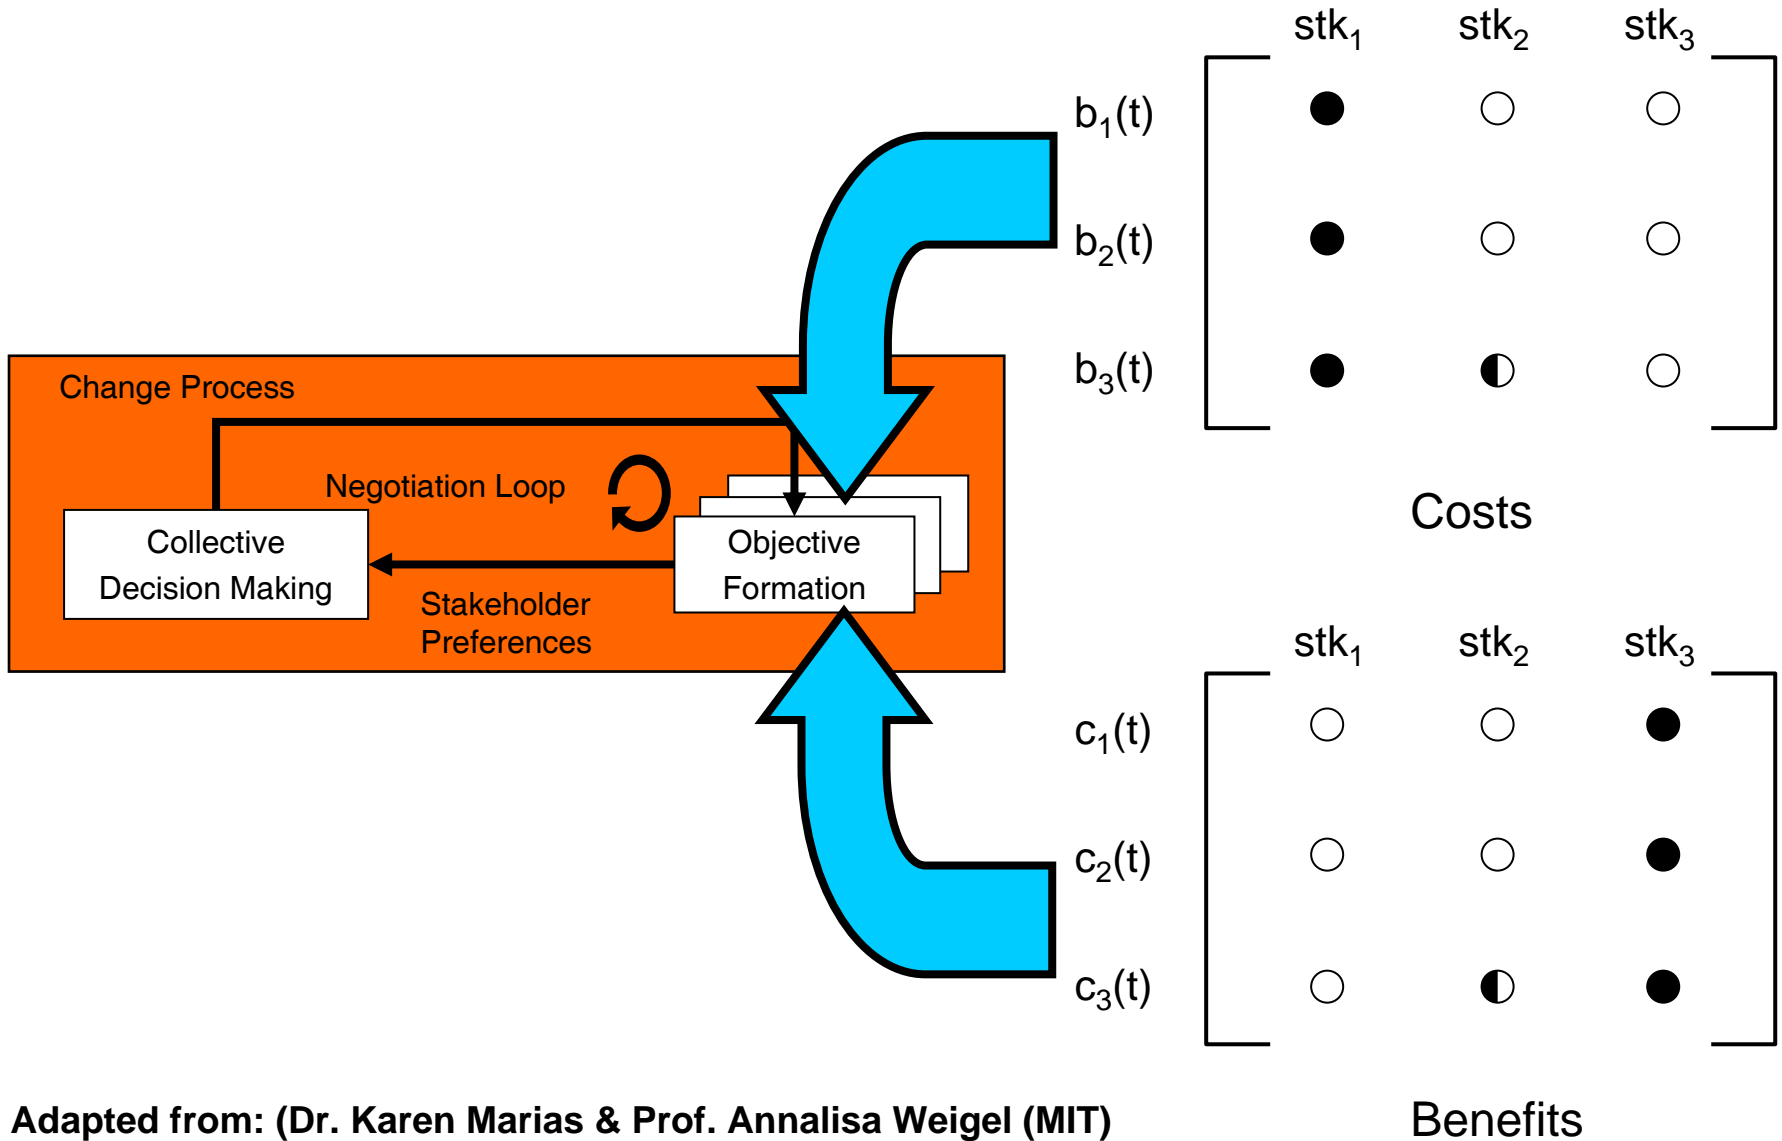 stk₁ stk₂ stk₃
b₁(t)
b₂(t)
b₃(t)
Costs
Change Process
Negotiation Loop
Collective
Decision Making
Objective
Formation
Stakeholder
Preferences
stk₁ stk₂ stk₃
c₁(t)
c₂(t)
c₃(t)
Benefits
Adapted from: (Dr. Karen Marias & Prof. Annalisa Weigel (MIT)